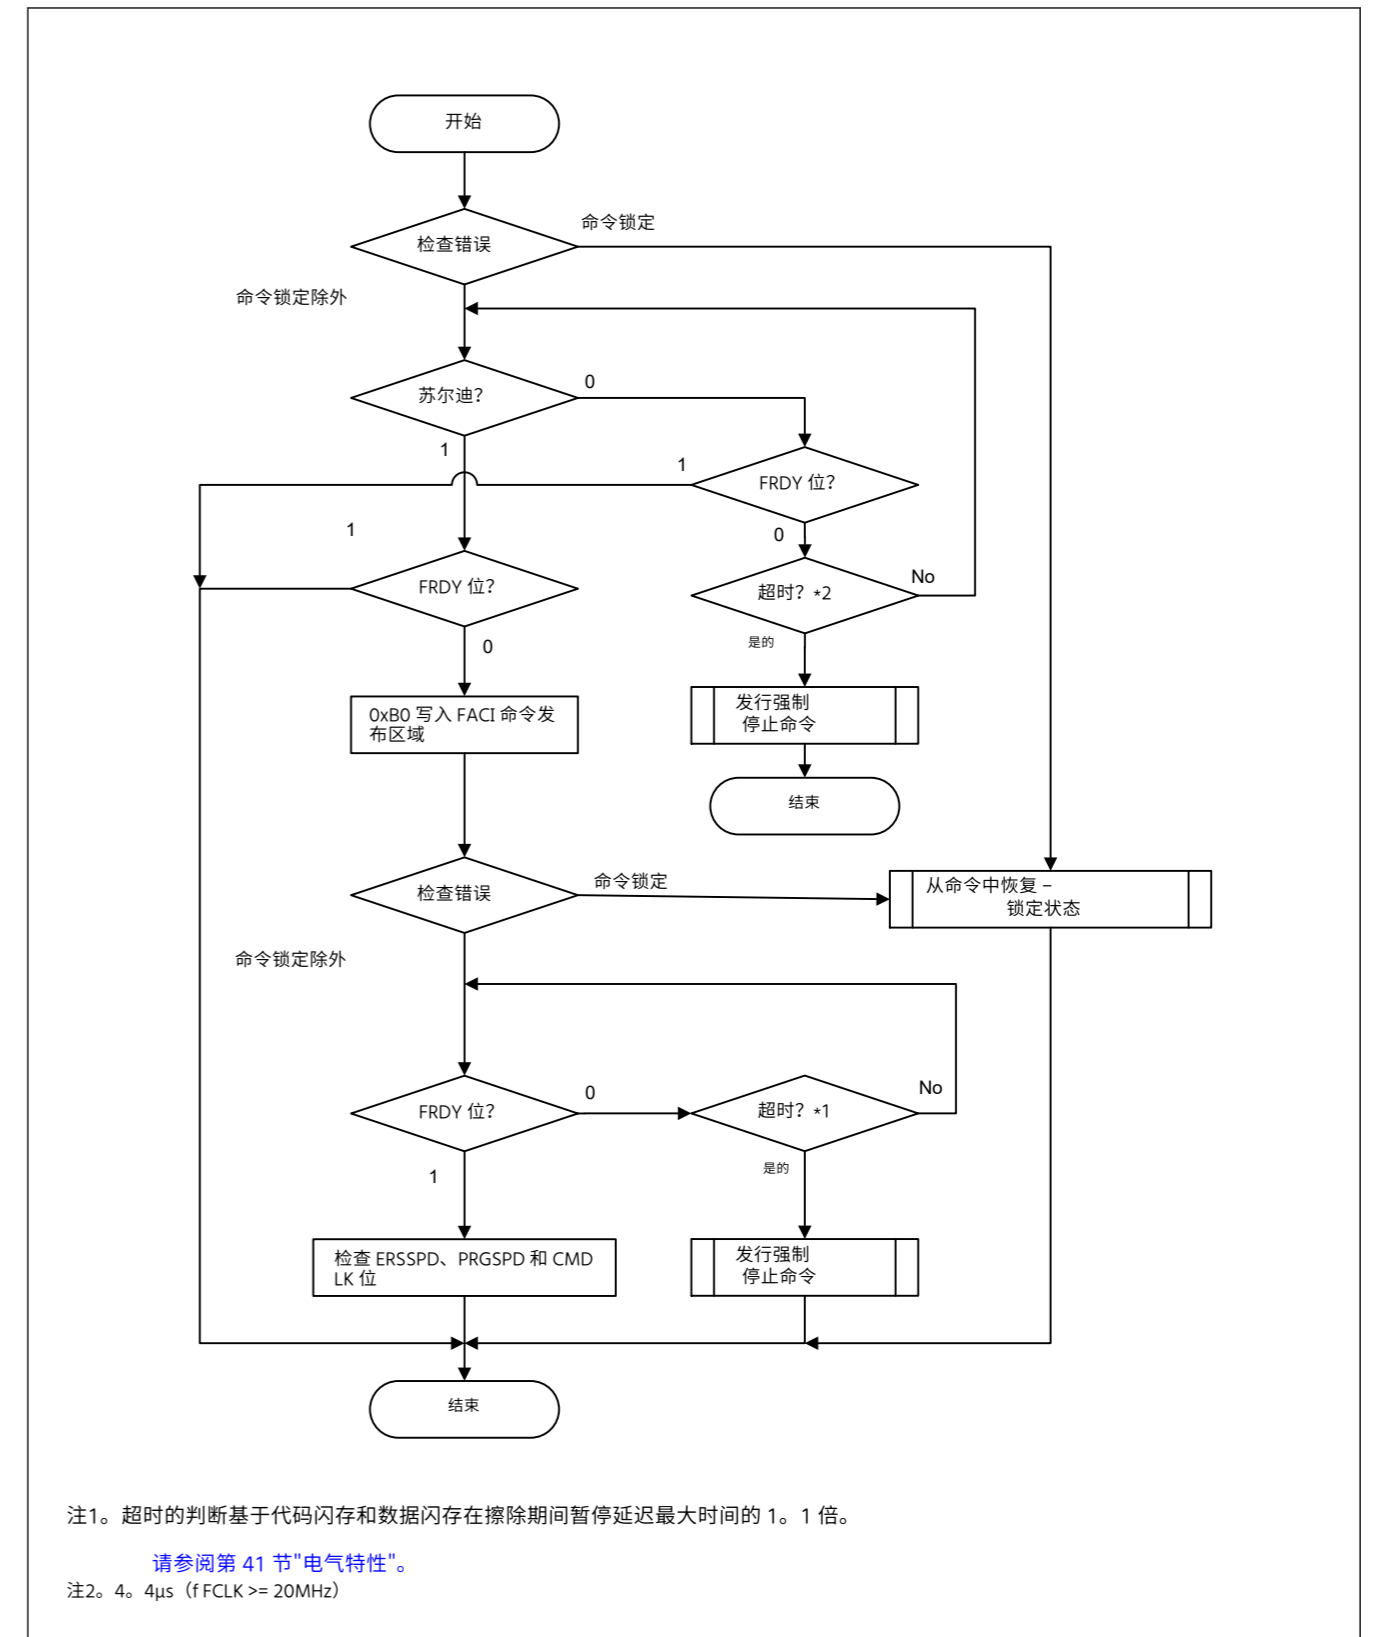 开始
检查错误
命令锁定
命令锁定除外
苏尔迪？
0
1
FRDY 位？
1
0
1
FRDY 位？
超时？*2
No
0
是的
0xB0 写入 FACI 命令发
布区域
发行强制
停止命令
结束
检查错误
命令锁定
从命令中恢复 –
锁定状态
命令锁定除外
FRDY 位？
0
超时？*1
No
1
是的
检查 ERSSPD、PRGSPD 和 CMD
LK 位
发行强制
停止命令
结束
注1。超时的判断基于代码闪存和数据闪存在擦除期间暂停延迟最大时间的 1。1 倍。
请参阅第 41 节"电气特性"。
注2。4。4μs（f FCLK >= 20MHz）